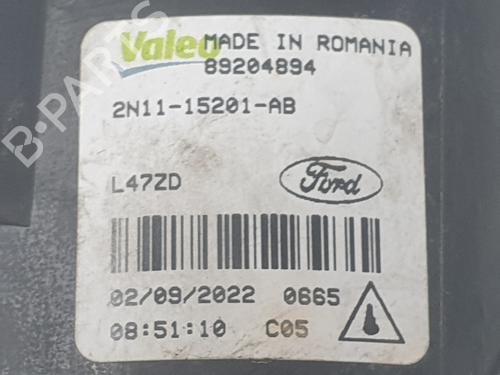 Valeo MADE IN ROMANIA
89204894
2N11-15201-AB
L47ZD Ford
02/09/2022 0665
08:51:10 C05
B-PARTS